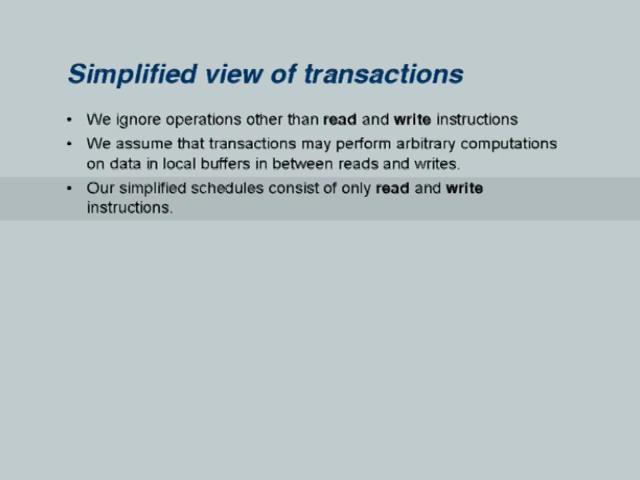 Simplified view of transactions
• We ignore operations other than read and write instructions
• We assume that transactions may perform arbitrary computations
on data in local buffers in between reads and writes.
• Our simplified schedules consist of only read and write
instructions.